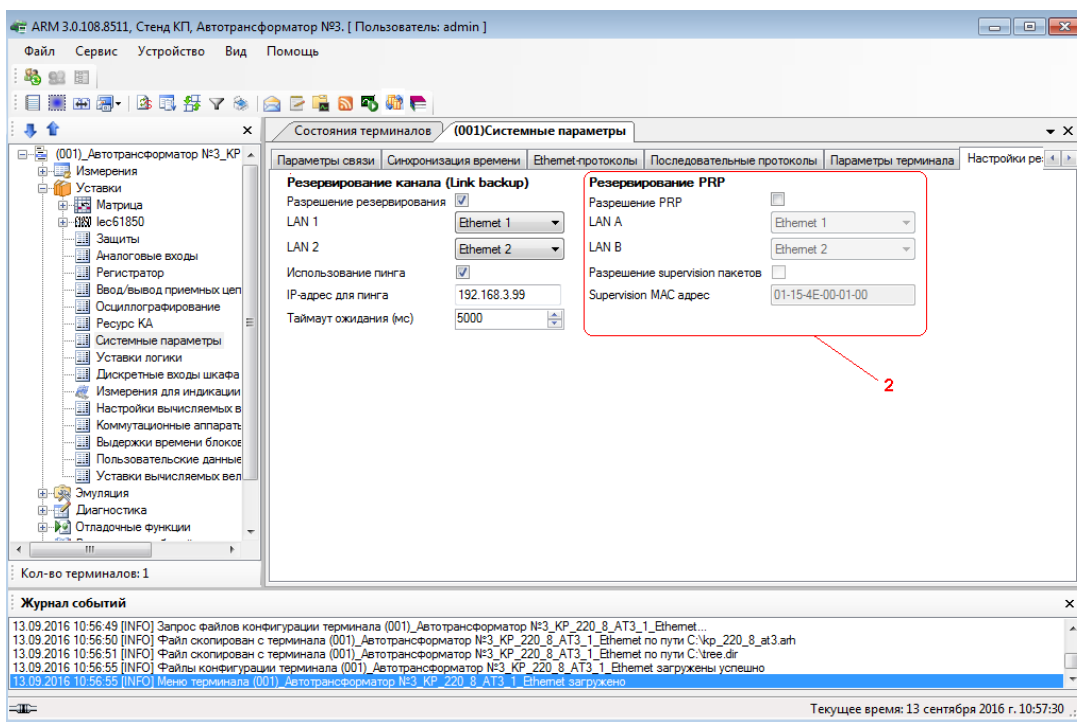 ARM 3.0.108.8511, Стенд КП, Автотрансформатор №3. [ Пользователь: admin ]
Файл Сервис Устройство Вид Помощь
Состояния терминалов (001)Системные параметры
(001)_Автотрансформатор №3_KP
Измерения
Уставки
Матрица
Iec61850
Защиты
Аналоговые входы
Регистратор
Ввод/вывод приемных цеп
Осциллографирование
Ресурс КА
Системные параметры
Уставки логики
Дискретные входы шкафа
Измерения для индикации
Настройки вычисляемых в
Коммутационные аппараты
Выдержки времени блоков
Пользовательские данные
Уставки вычисляемых вел
Эмуляция
Диагностика
Отладочные функции
Кол-во терминалов: 1
Параметры связи Синхронизация времени Ethernet-протоколы Последовательные протоколы Параметры терминала Настройки ре
Резервирование канала (Link backup) Резервирование PRP
Разрешение резервирования Разрешение PRP
LAN 1 Ethernet 1 LAN A Ethernet 1
LAN 2 Ethernet 2 LAN B Ethernet 2
Использование пинга Разрешение supervision пакетов
IP-адрес для пинга 192.168.3.99 Supervision MAC адрес 01-15-4E-00-01-00
Таймаут ожидания (мс) 5000
2
Журнал событий
13.09.2016 10:56:49 [INFO] Запрос файлов конфигурации терминала (001)_Автотрансформатор №3_KP_220_8_AT3_1_Ethernet...
13.09.2016 10:56:50 [INFO] Файл скопирован с терминала (001)_Автотрансформатор №3_KP_220_8_AT3_1_Ethernet по пути C:\kp_220_8_at3.arh
13.09.2016 10:56:51 [INFO] Файл скопирован с терминала (001)_Автотрансформатор №3_KP_220_8_AT3_1_Ethernet по пути C:\tree.dir
13.09.2016 10:56:55 [INFO] Файлы конфигурации терминала (001)_Автотрансформатор №3_KP_220_8_AT3_1_Ethernet загружены успешно
13.09.2016 10:56:55 [INFO] Меню терминала (001)_Автотрансформатор №3_KP_220_8_AT3_1_Ethernet загружено
Текущее время: 13 сентября 2016 г. 10:57:30